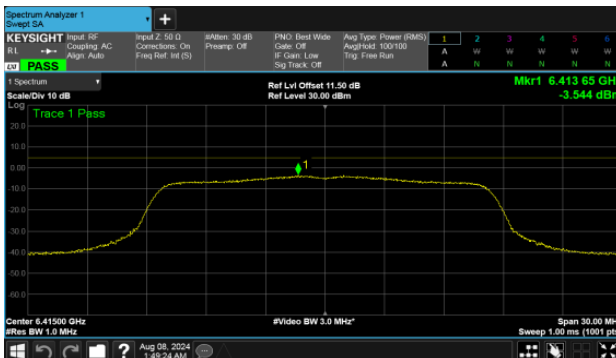 Spectrum Analyzer 1
Swept SA
KEYSIGHT Input: RF Input Z: 50 Ω #Atten: 30 dB PNO: Best Wide Avg Type: Power (RMS) 1 2 3 4 5 6
RL Coupling: AC Corrections: On Preamp: Off Gate: Off Avg|Hold: 100/100 A W W W W W
Align: Auto Freq Ref: Int (S) IF Gain: Low Trig: Free Run A N N N N N
Sig Track: Off
LXI PASS
1 Spectrum Ref Lvl Offset 11.50 dB Mkr1 6.413 65 GH
Scale/Div 10 dB Ref Level 30.00 dBm -3.544 dBr
Log
Trace 1 Pass
20.0
10.0
0.00
1
-10.0
-20.0
-30.0
-40.0
-50.0
-60.0
Center 6.41500 GHz #Video BW 3.0 MHz* Span 30.00 MH
#Res BW 1.0 MHz Sweep 1.00 ms (1001 pts
? Aug 08, 2024
1:49:24 AM